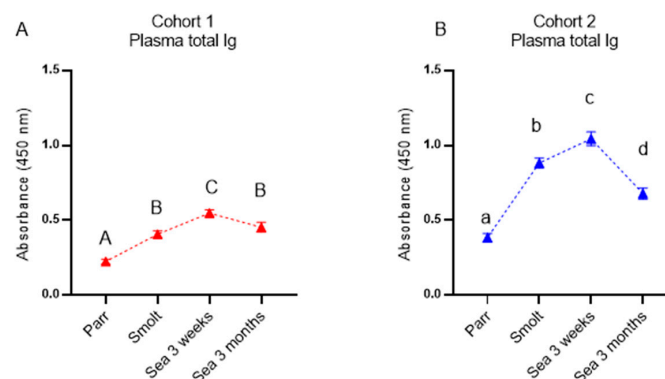 A
Cohort 1
Plasma total Ig
Absorbance (450 nm)
1.5
1.0
0.5
0.0
A
B
C
B
Parr
Smolt
Sea 3 weeks
Sea 3 months
B
Cohort 2
Plasma total Ig
Absorbance (450 nm)
1.5
1.0
0.5
0.0
a
b
c
d
Parr
Smolt
Sea 3 weeks
Sea 3 months